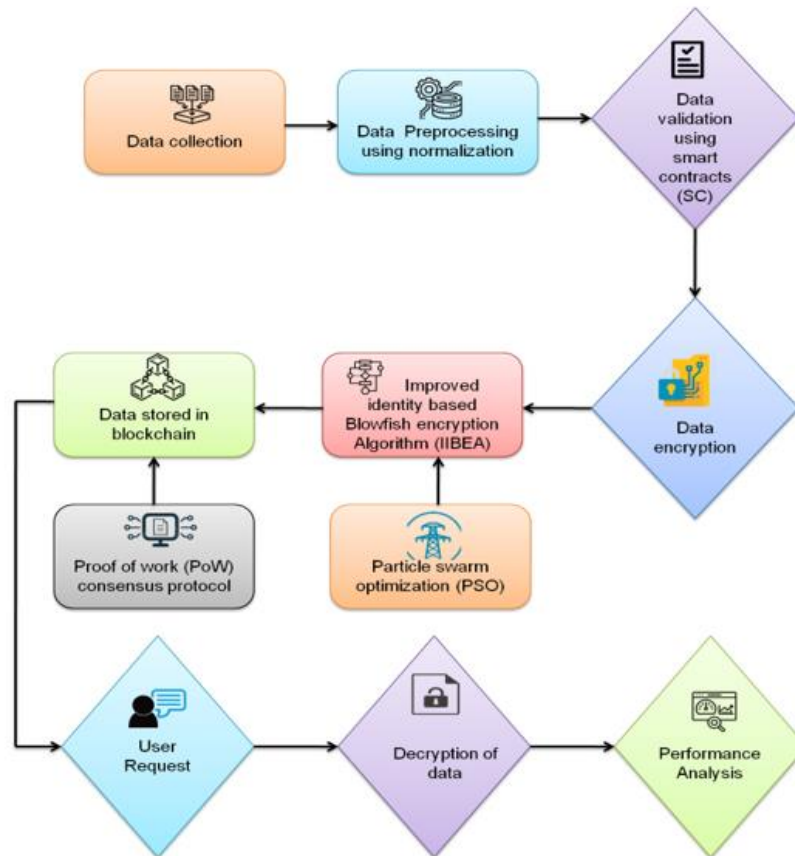 Data collection
Data Preprocessing
using normalization
Data
validation
using
smart
contracts
(SC)
Data stored in
blockchain
Improved
identity based
Blowfish encryption
Algorithm (IIBEA)
Data
encryption
Proof of work (PoW)
consensus protocol
Particle swarm
optimization (PSO)
User
Request
Decryption of
data
Performance
Analysis